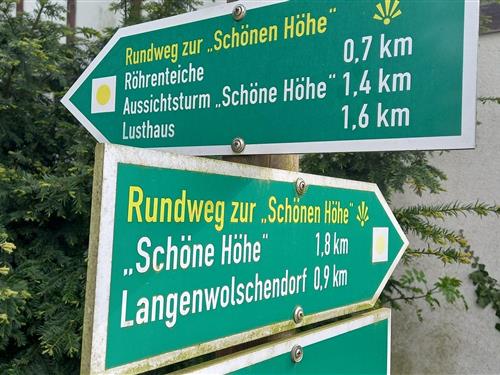 Rundweg zur „Schönen Höhe“
Röhrenteiche 0,7 km
Aussichtsturm „Schöne Höhe“ 1,4 km
Lusthaus 1,6 km
Rundweg zur „Schönen Höhe“
„Schöne Höhe“ 1,8 km
Langenwolschendorf 0,9 km